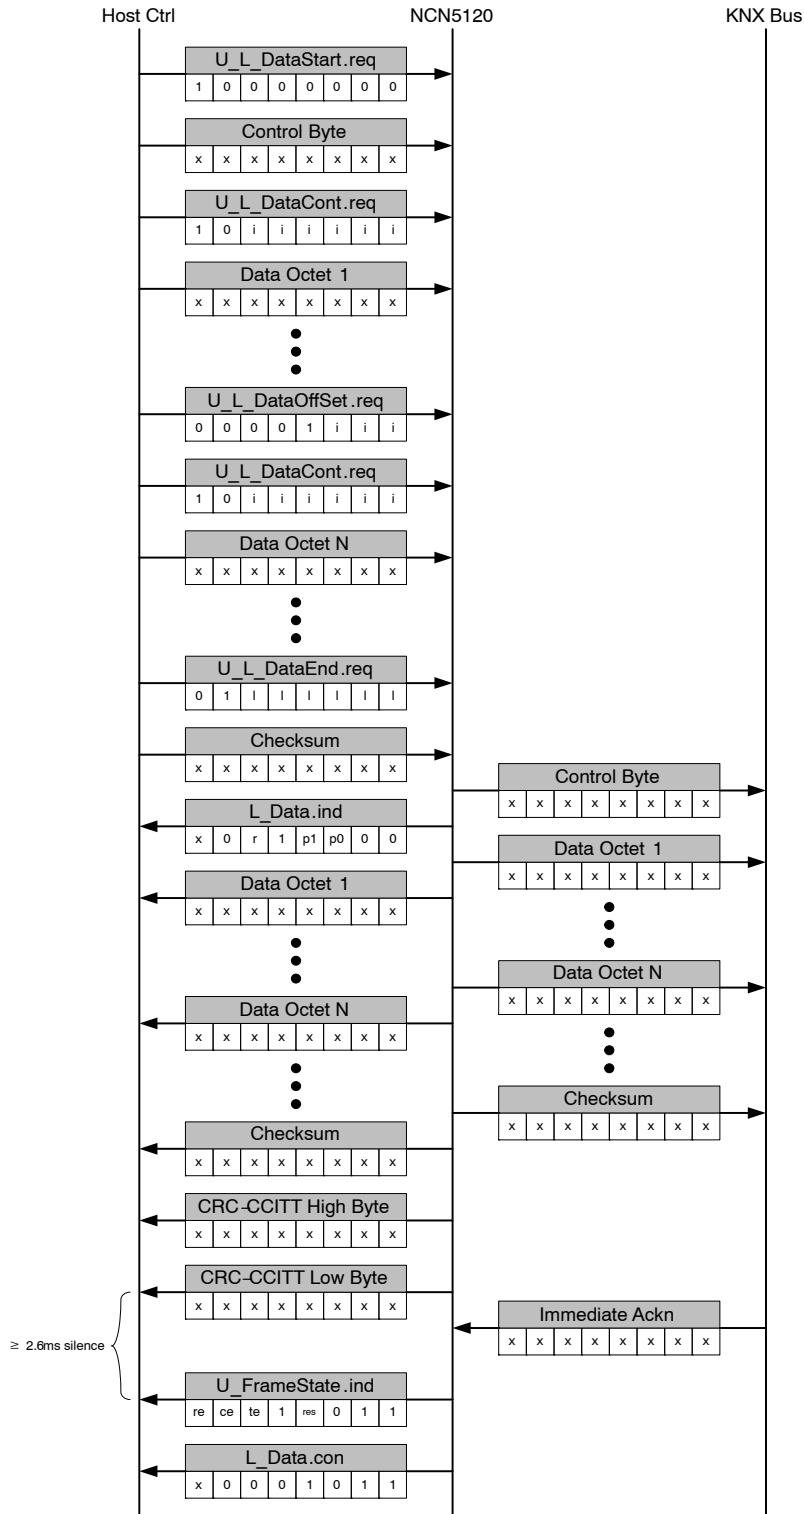 Host Ctrl NCN5120 KNX Bus
U_L_DataStart.req
1 0 0 0 0 0 0 0
Control Byte
x x x x x x x x
U_L_DataCont.req
1 0 i i i i i i
Data Octet 1
x x x x x x x x
U_L_DataOffSet.req
0 0 0 0 1 i i i
U_L_DataCont.req
1 0 i i i i i i
Data Octet N
x x x x x x x x
U_L_DataEnd.req
0 1 l l l l l l
Checksum
x x x x x x x x
Control Byte
x x x x x x x x
L_Data.ind
x 0 r 1 p1 p0 0 0
Data Octet 1
x x x x x x x x
Data Octet 1
x x x x x x x x
Data Octet N
x x x x x x x x
Data Octet N
x x x x x x x x
Checksum
x x x x x x x x
Checksum
x x x x x x x x
CRC-CCITT High Byte
x x x x x x x x
CRC-CCITT Low Byte
x x x x x x x x
Immediate Ackn
x x x x x x x x
≥ 2.6ms silence
U_FrameState.ind
re ce te 1 res 0 1 1
L_Data.con
x 0 0 0 1 0 1 1